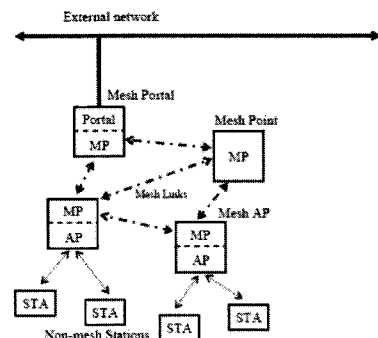 External network
Mesh Portal
Portal
MP
Mesh Point
MP
Mesh Links
MP
AP
Mesh AP
MP
AP
STA
STA
STA
STA
Non-mesh Stations